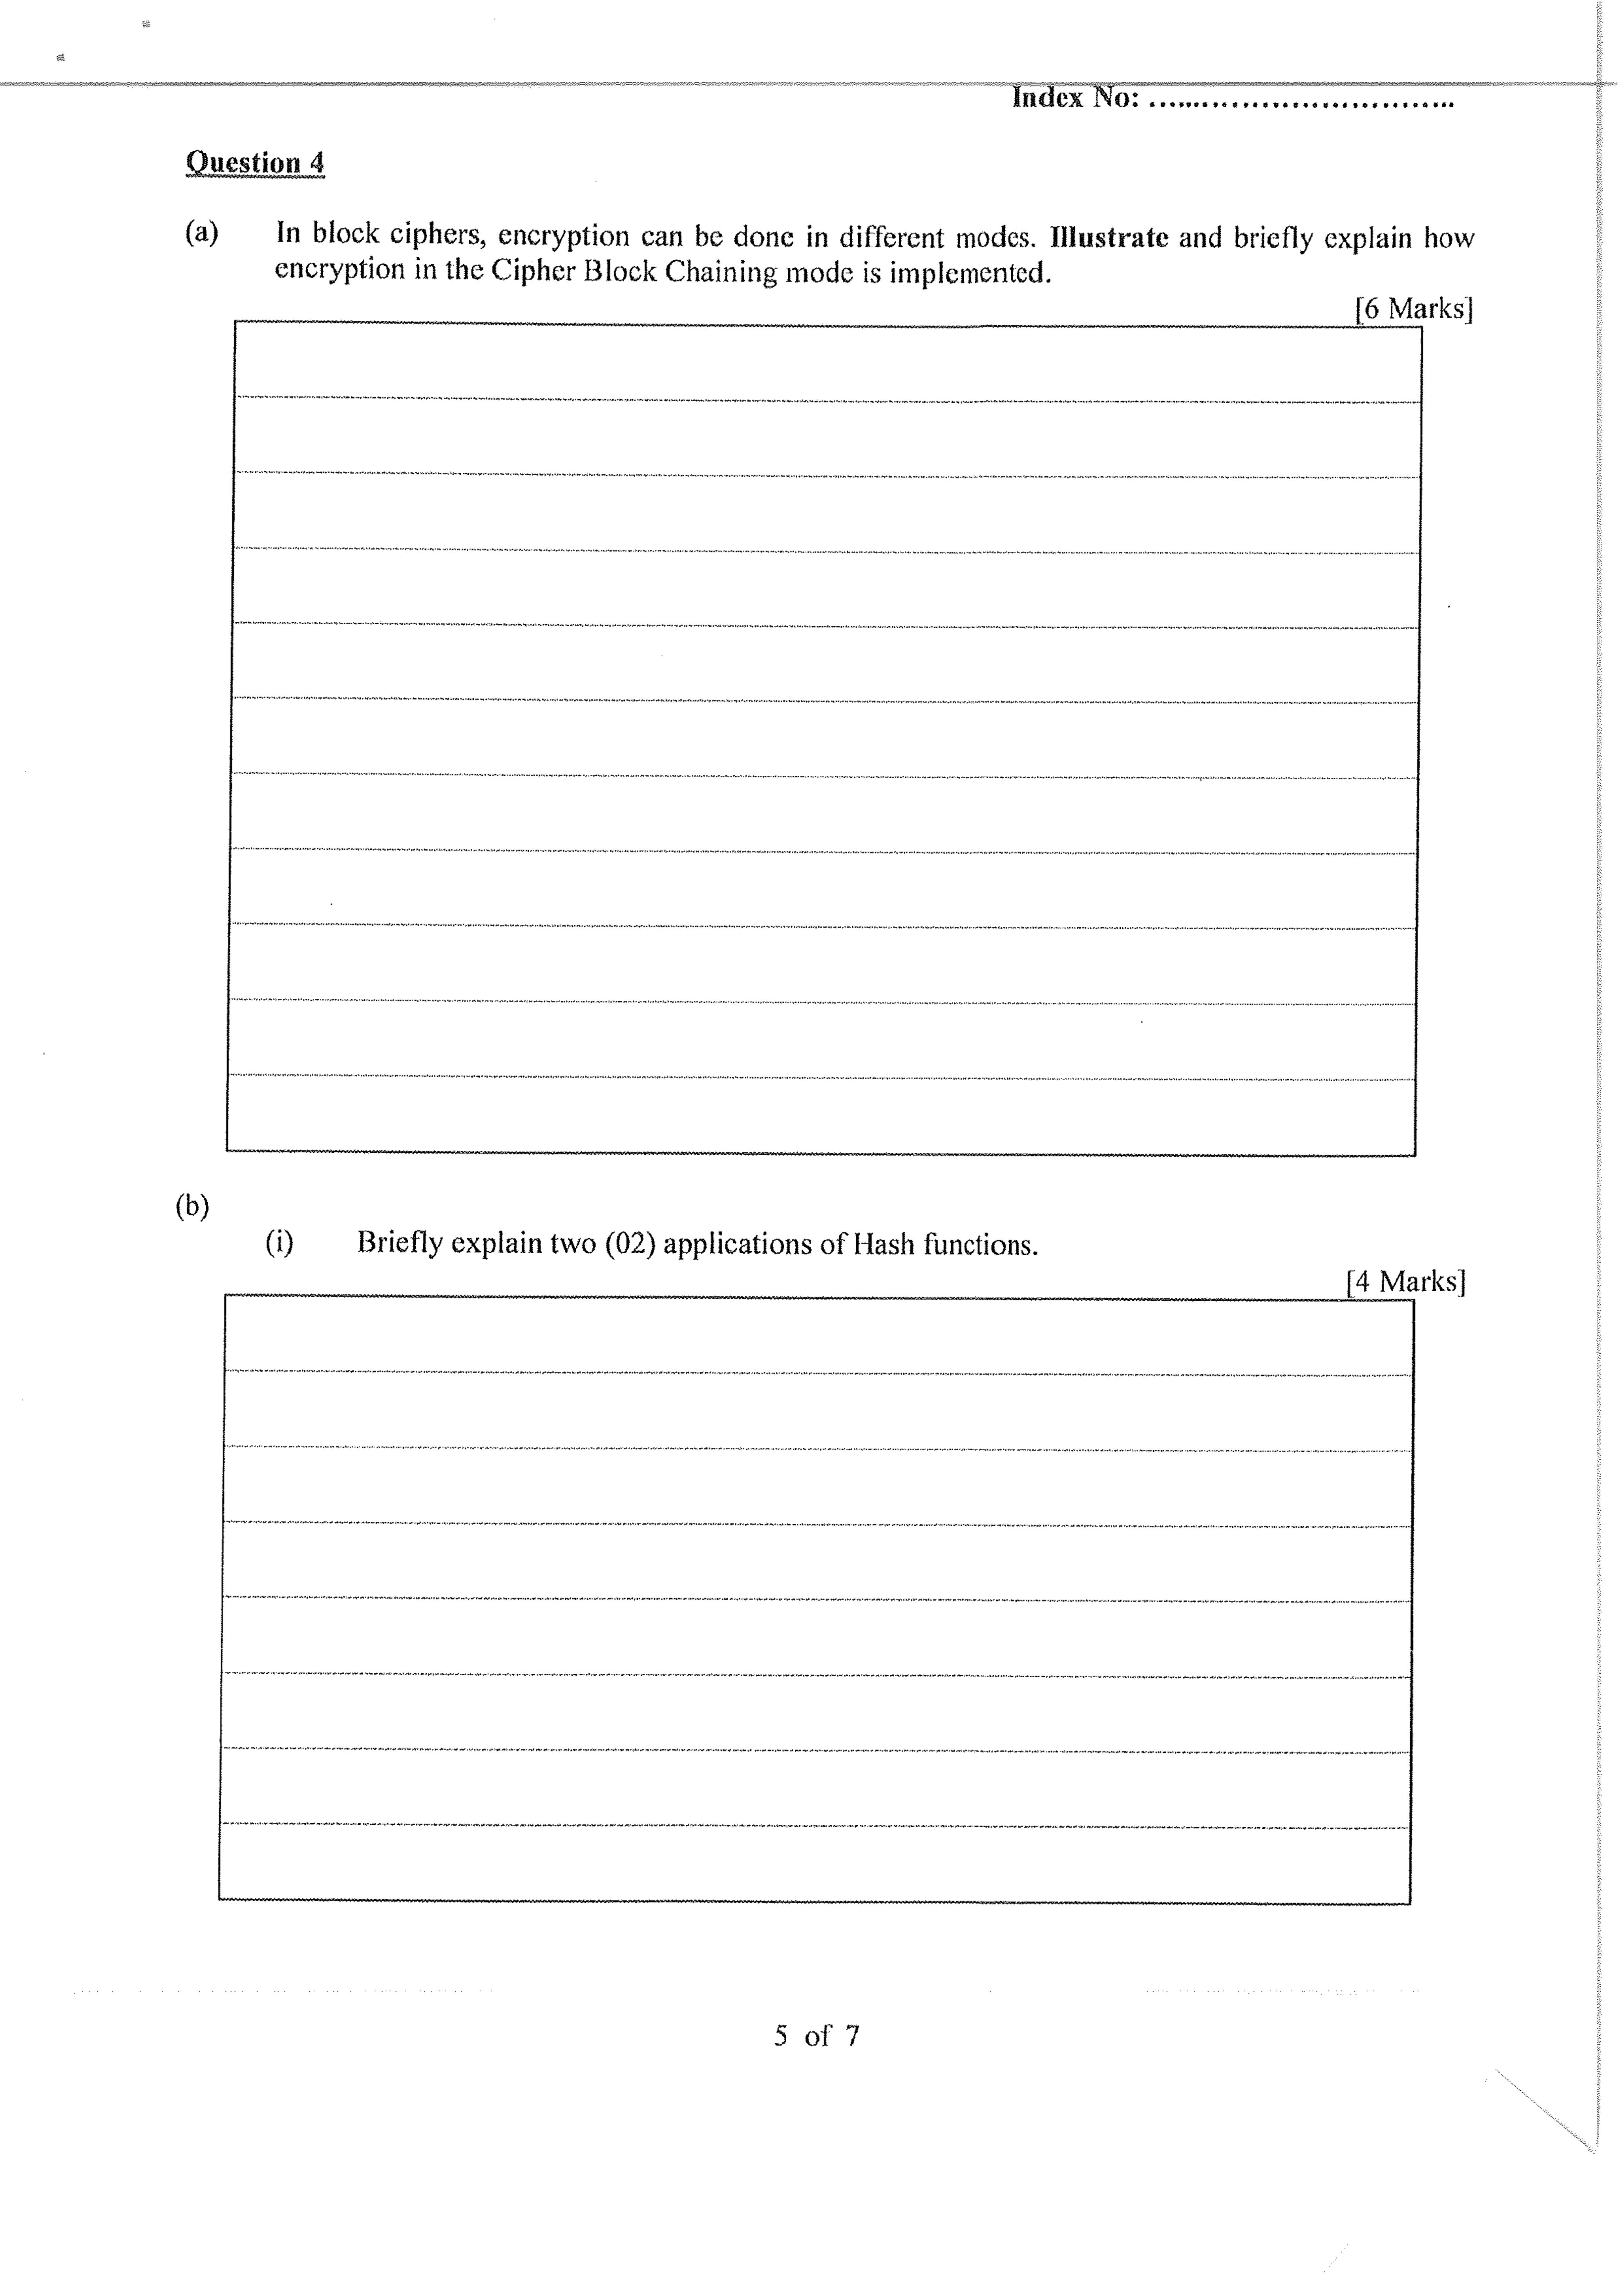 Index No: ....................................
Question 4
(a) In block ciphers, encryption can be done in different modes. Illustrate and briefly explain how
encryption in the Cipher Block Chaining mode is implemented.
[6 Marks]
(b)
(i) Briefly explain two (02) applications of Hash functions.
[4 Marks]
5 of 7